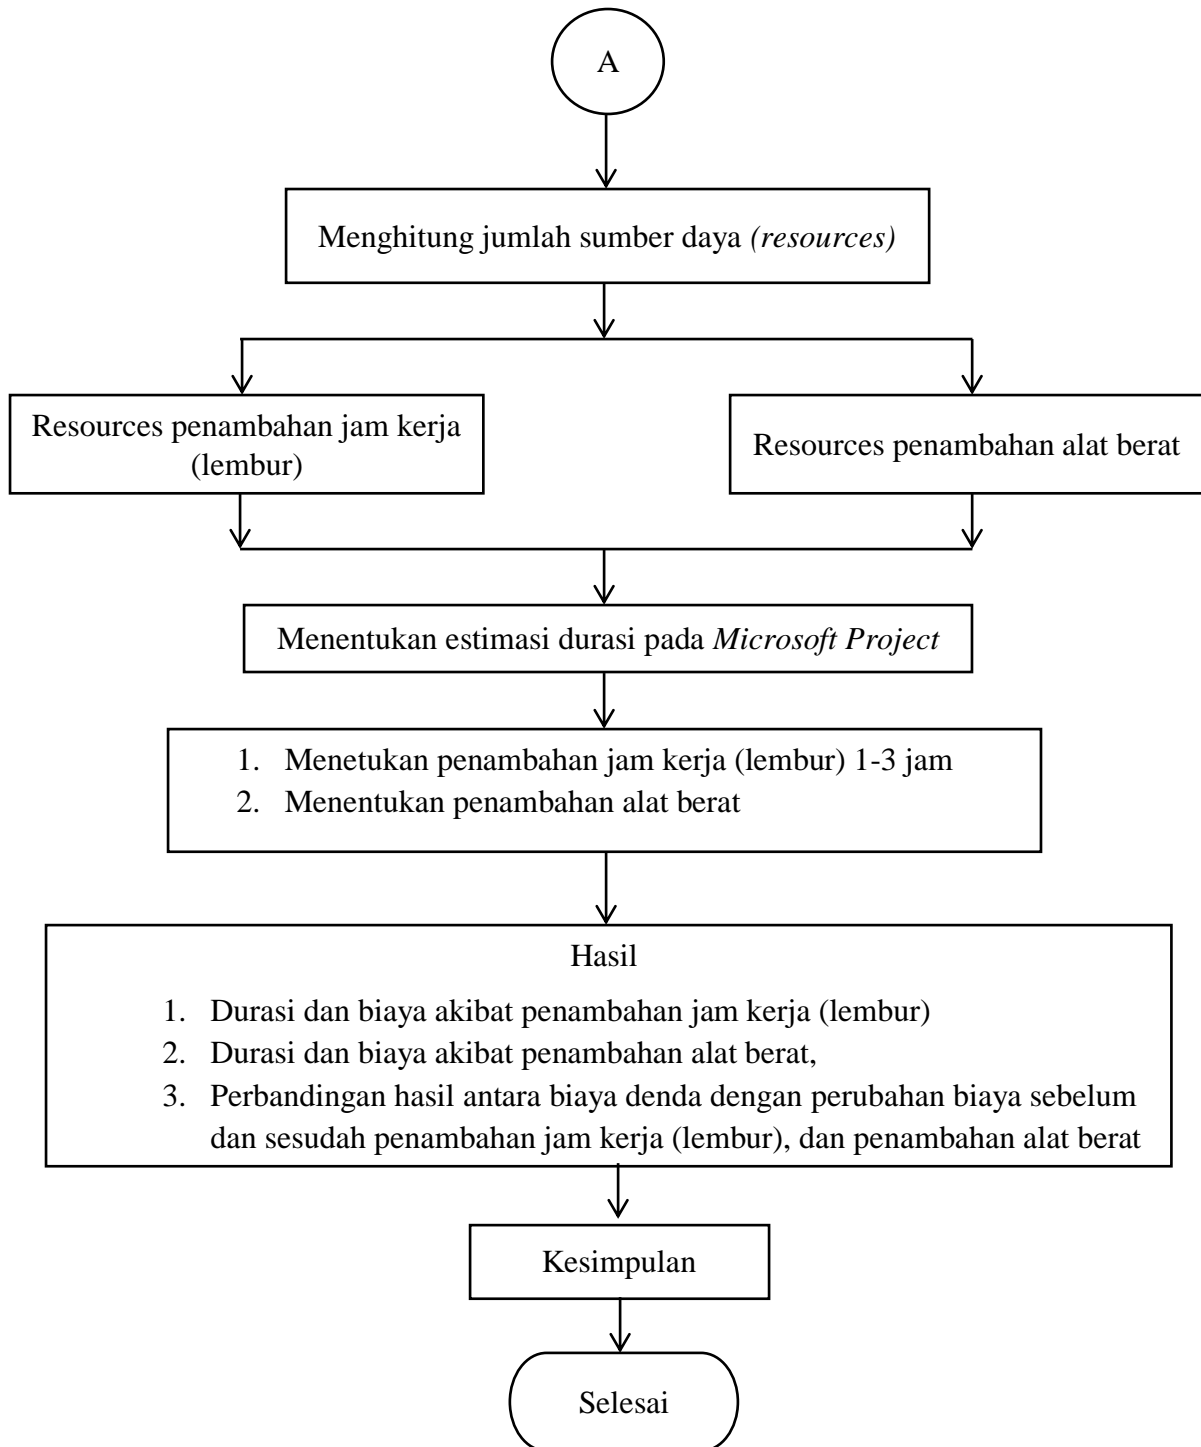 A
Menghitung jumlah sumber daya (resources)
Resources penambahan jam kerja
(lembur)
Resources penambahan alat berat
Menentukan estimasi durasi pada Microsoft Project
1. Menetukan penambahan jam kerja (lembur) 1-3 jam
2. Menentukan penambahan alat berat
Hasil
1. Durasi dan biaya akibat penambahan jam kerja (lembur)
2. Durasi dan biaya akibat penambahan alat berat,
3. Perbandingan hasil antara biaya denda dengan perubahan biaya sebelum
dan sesudah penambahan jam kerja (lembur), dan penambahan alat berat
Kesimpulan
Selesai